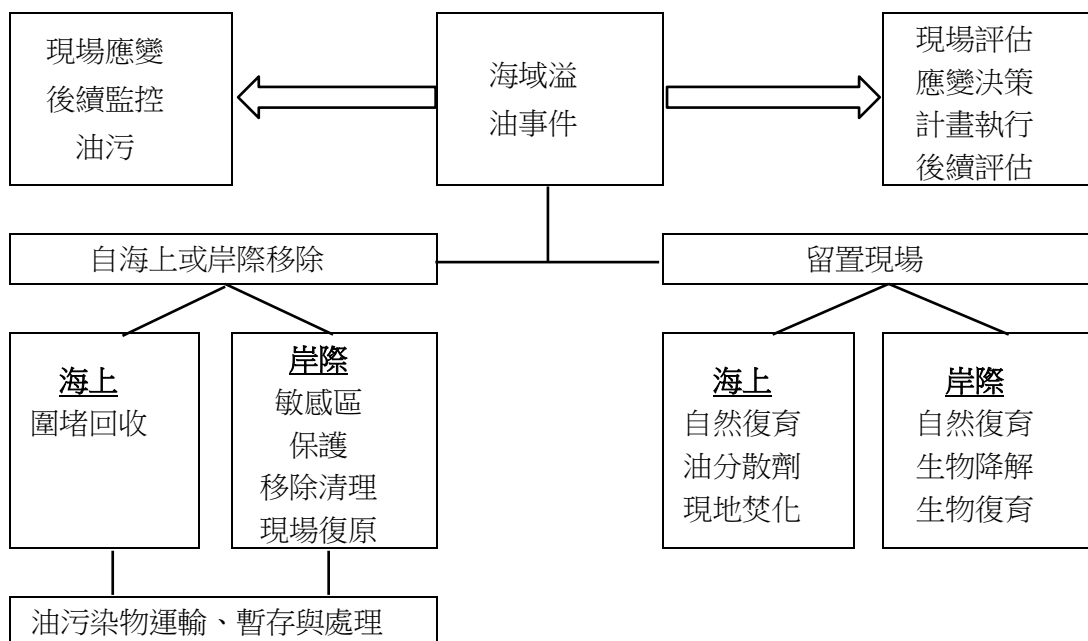 現場應變
後續監控
油污
海域溢
油事件
現場評估
應變決策
計畫執行
後續評估
自海上或岸際移除
留置現場
海上
圍堵回收
岸際
敏感區
保護
移除清理
現場復原
海上
自然復育
油分散劑
現地焚化
岸際
自然復育
生物降解
生物復育
油污染物運輸、暫存與處理